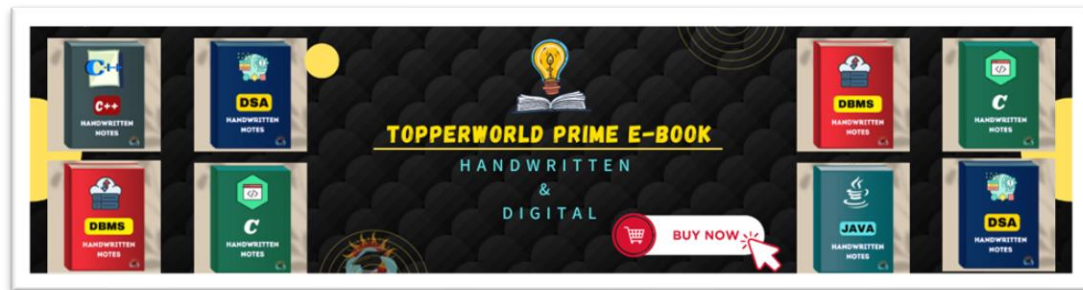 C++
C++
HANDWRITTEN
NOTES
DSA
HANDWRITTEN
NOTES
DBMS
HANDWRITTEN
NOTES
C
HANDWRITTEN
NOTES
TOPPERWORLD PRIME E-BOOK
HANDWRITTEN
&
DIGITAL
BUY NOW
DBMS
HANDWRITTEN
NOTES
C
HANDWRITTEN
NOTES
JAVA
HANDWRITTEN
NOTES
DSA
HANDWRITTEN
NOTES